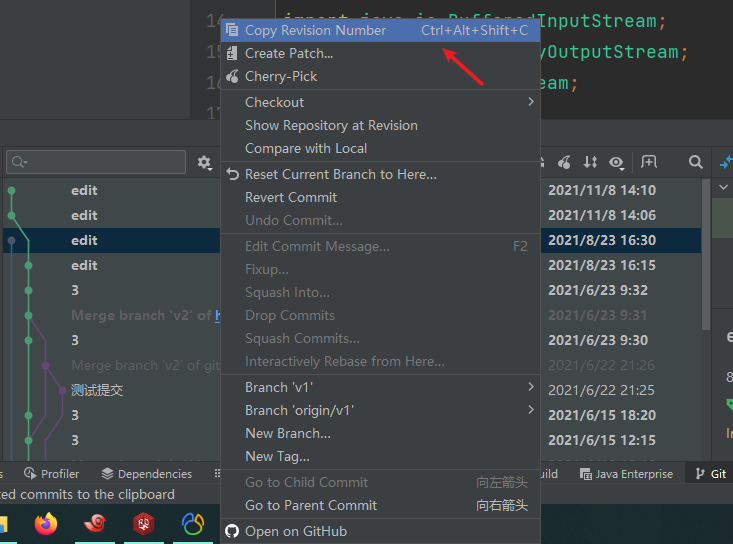 14
import java.io.BufferedInputStream;
15
yOutputStream;
16
eam;
17
Copy Revision Number Ctrl+Alt+Shift+C
Create Patch...
Cherry-Pick
Checkout
Show Repository at Revision
Compare with Local
Reset Current Branch to Here...
Revert Commit
Undo Commit...
Edit Commit Message... F2
Fixup...
Squash Into...
Drop Commits
Squash Commits...
Interactively Rebase from Here...
Branch 'v1'
Branch 'origin/v1'
New Branch...
New Tag...
Go to Child Commit 向左箭头
Go to Parent Commit 向右箭头
Open on GitHub
edit 2021/11/8 14:10
edit 2021/11/8 14:06
edit 2021/8/23 16:30
edit 2021/8/23 16:15
3 2021/6/23 9:32
Merge branch 'v2' of h 2021/6/23 9:31
3 2021/6/23 9:30
Merge branch 'v2' of git 2021/6/22 21:26
测试提交 2021/6/22 21:25
3 2021/6/15 18:20
3 2021/6/15 12:15
e
8
In
s Profiler Dependencies uild Java Enterprise Git
ted commits to the clipboard